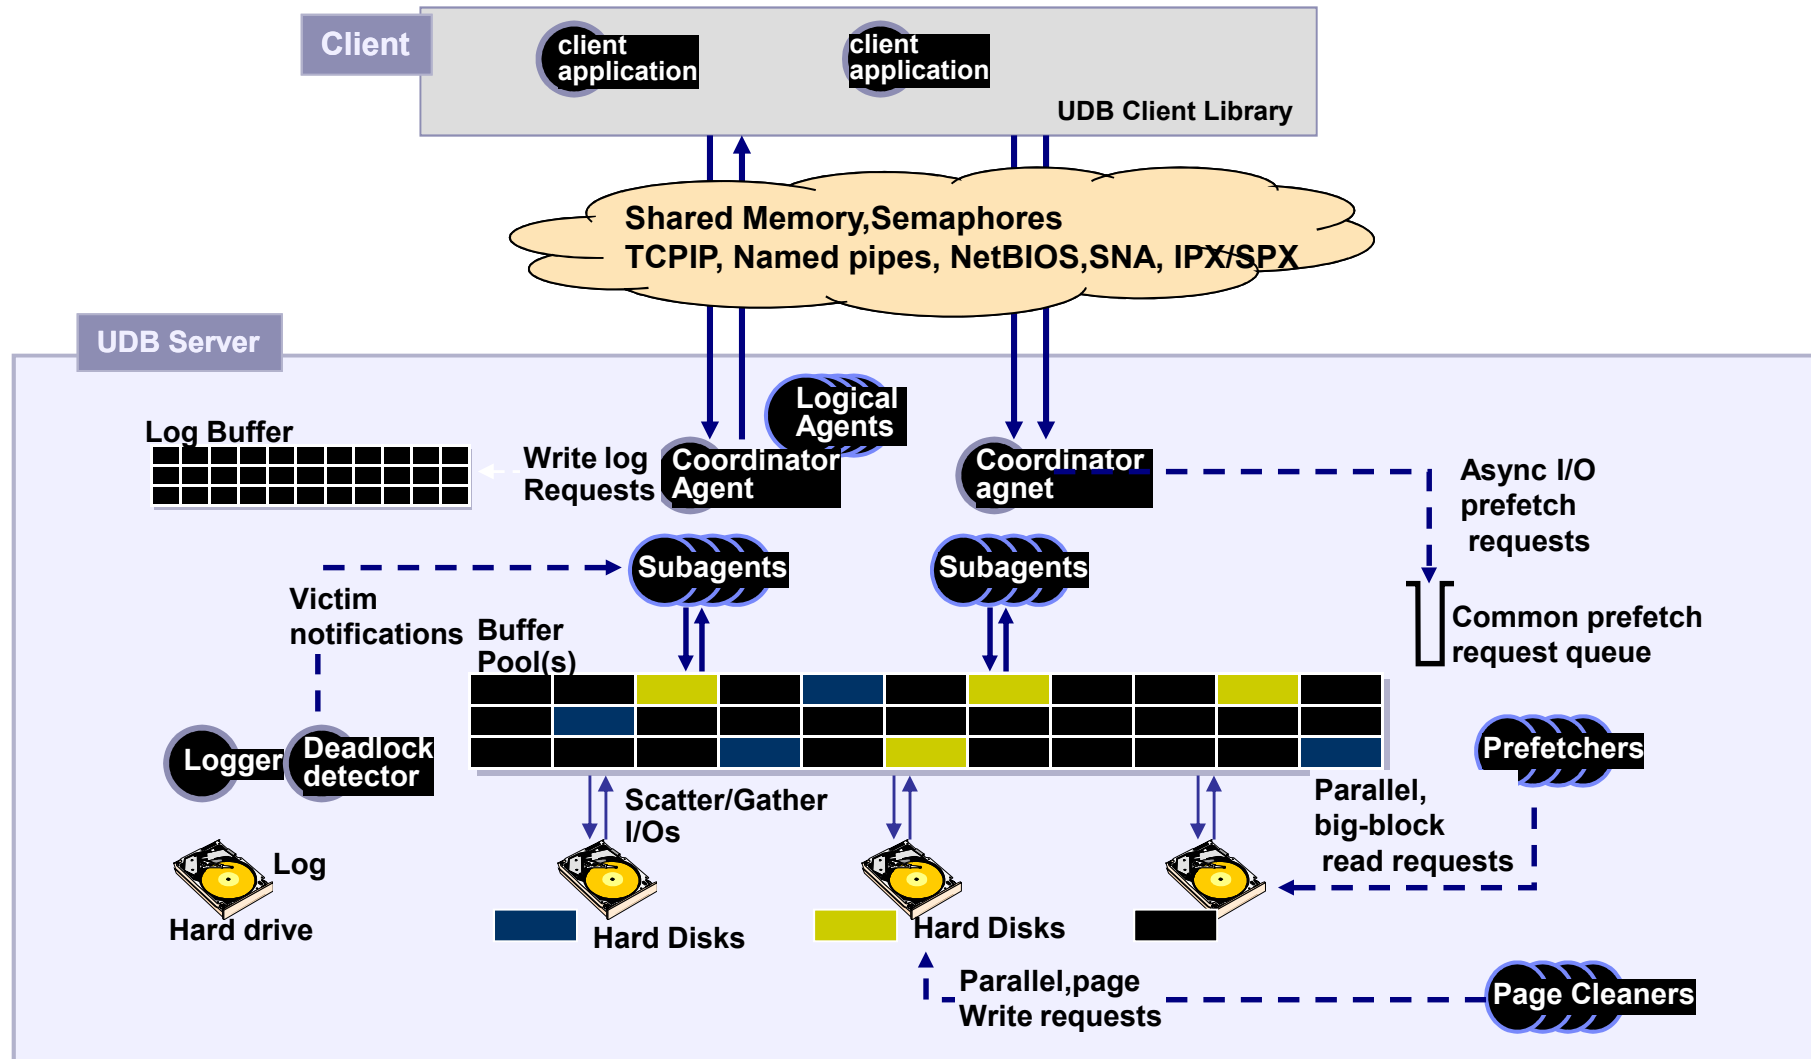 Client
client
application
client
application
UDB Client Library
Shared Memory,Semaphores
TCPIP, Named pipes, NetBIOS,SNA, IPX/SPX
UDB Server
Logical
Agents
Log Buffer
Write log
Requests
Coordinator
Agent
Coordinator
agnet
Async I/O
prefetch
requests
Subagents
Subagents
Victim
notifications
Buffer
Pool(s)
Common prefetch
request queue
Logger
Deadlock
detector
Prefetchers
Scatter/Gather
I/Os
Parallel,
big-block
read requests
Log
Hard drive
Hard Disks
Hard Disks
Parallel,page
Write requests
Page Cleaners